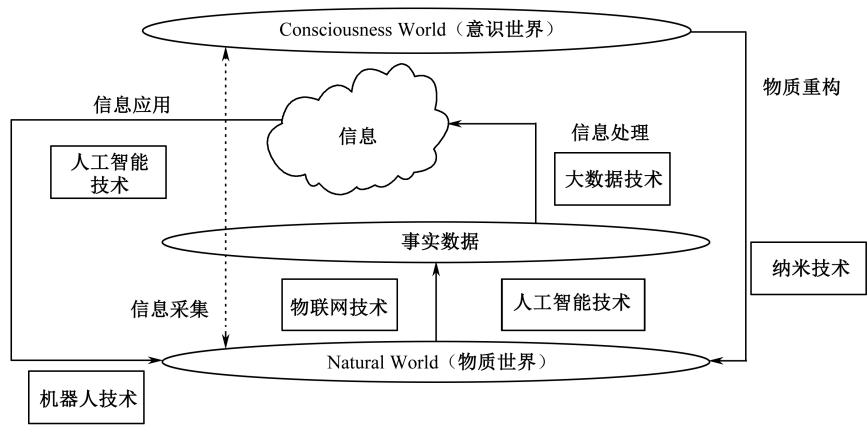 Consciousness World（意识世界）
物质重构
信息应用
信息
信息处理
人工智能
技术
大数据技术
事实数据
纳米技术
信息采集
物联网技术
人工智能技术
Natural World（物质世界）
机器人技术